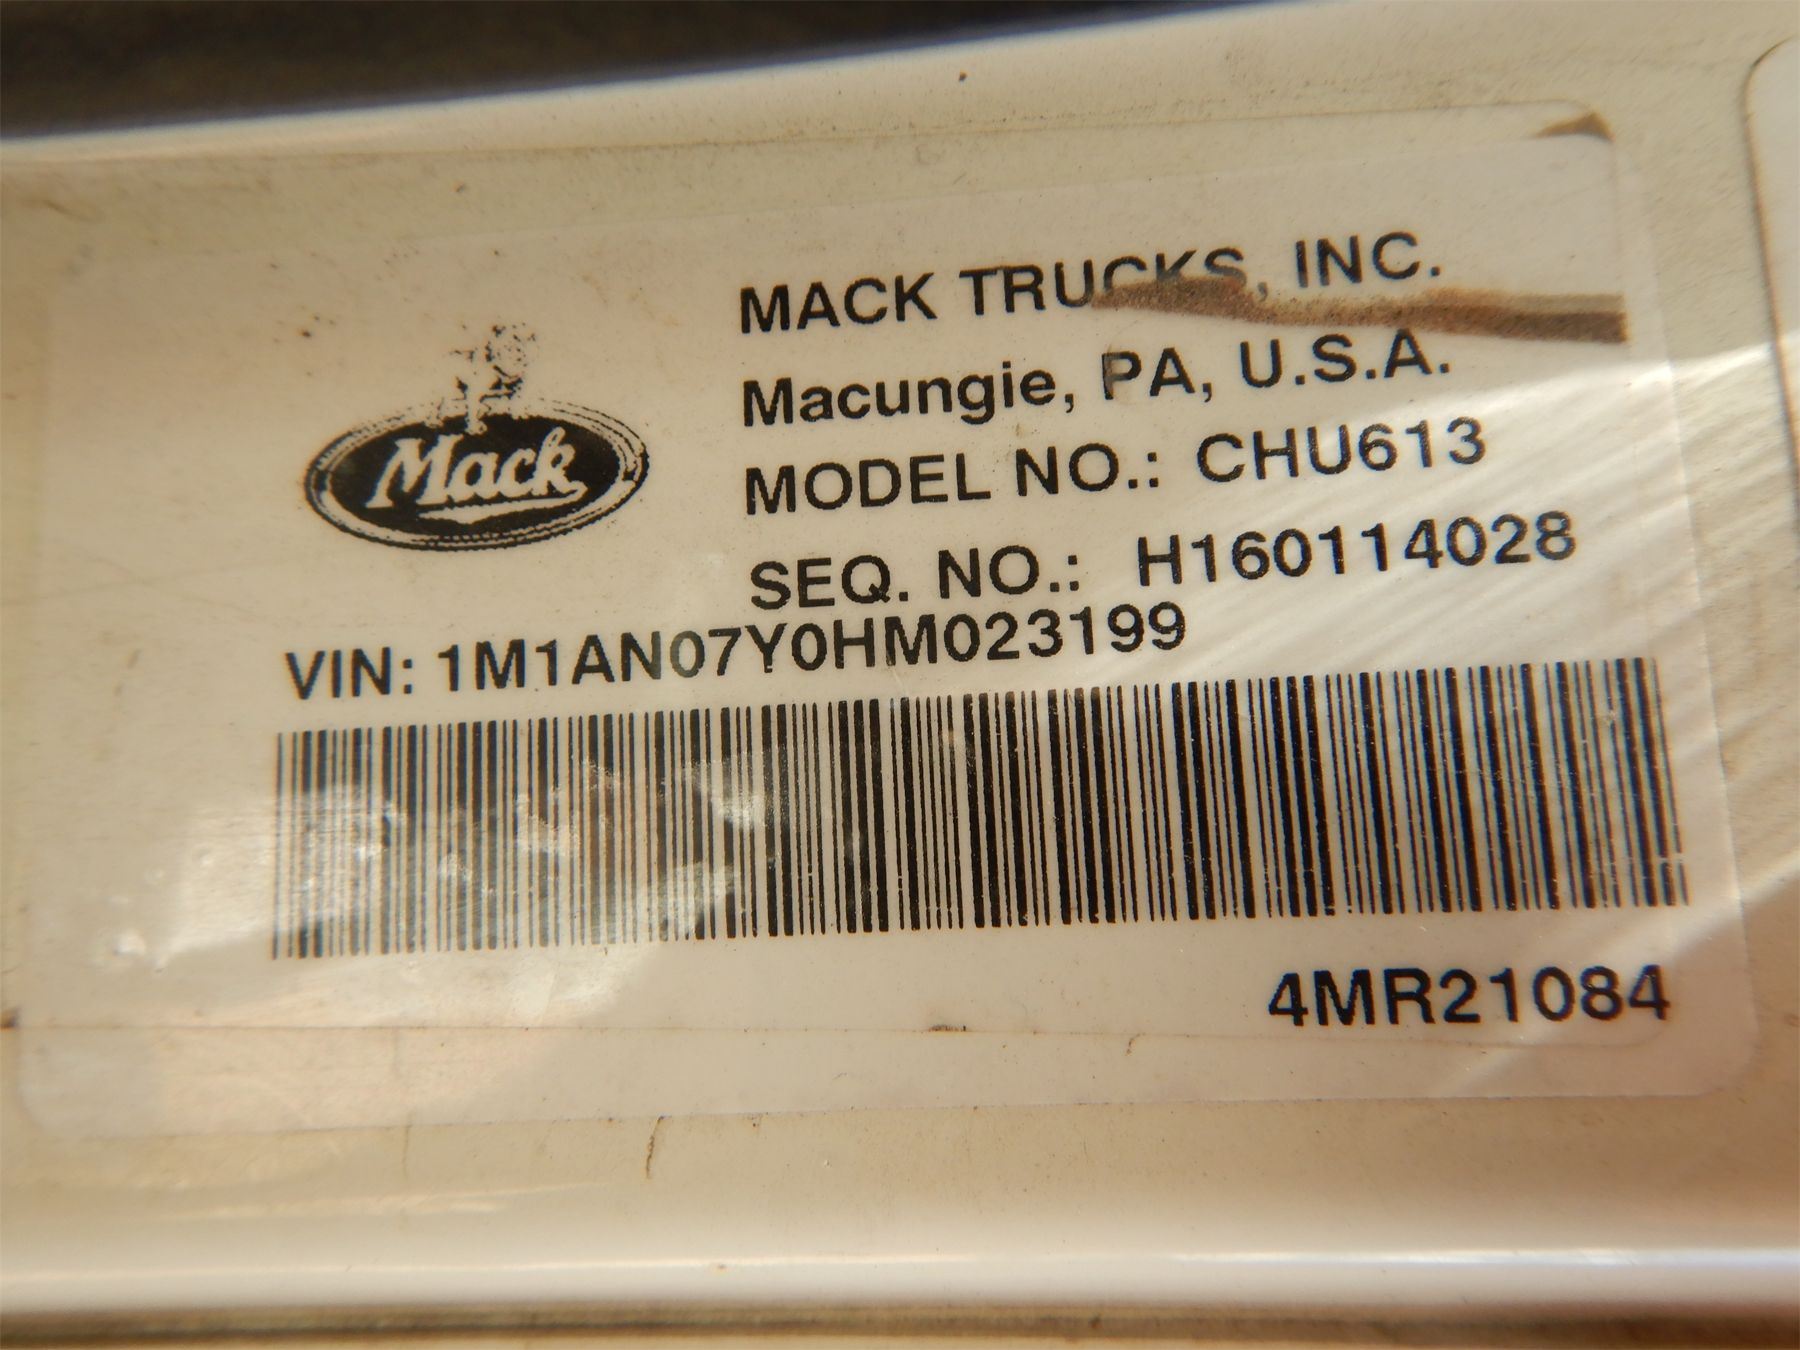 MACK TRUCKS, INC.
Macungie, PA, U.S.A.
Mack
MODEL NO.: CHU613
SEQ. NO.: H160114028
VIN: 1M1AN07Y0HM023199
4MR21084